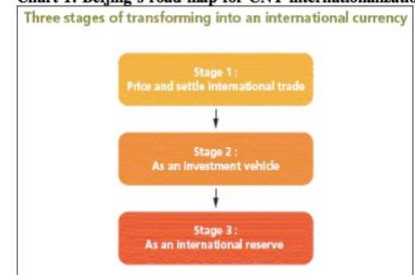 Chart 1: Beijing's road map for CNY internationalizatio
Three stages of transforming into an international currency
Stage 1 :
Price and settle international trade
Stage 2 :
As an investment vehicle
Stage 3 :
As an international reserve